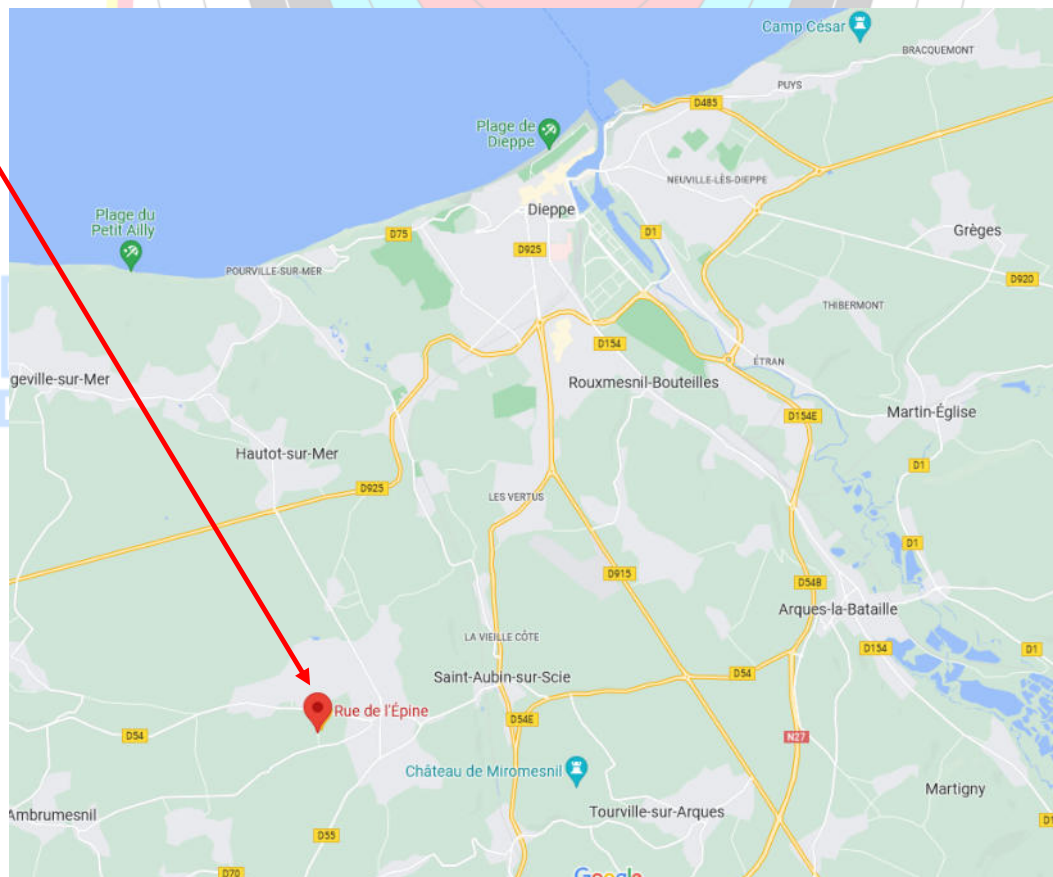 Camp César
BRACQUEMONT
PUYS
D485
Plage de
Dieppe
NEUVILLE-LÈS-DIEPPE
Dieppe
Plage du
Petit Ailly
D75
D1
Grèges
D925
POURVILLE-SUR-MER
D920
THIBERMONT
D154
ÉTRAN
geville-sur-Mer
Rouxmesnil-Bouteilles
D154E
Martin-Église
Hautot-sur-Mer
D1
D925
LES VERTUS
D1
D915
D54B
Arques-la-Bataille
LA VIEILLE CÔTE
D154
D1
Saint-Aubin-sur-Scie
D54
Rue de l'Épine
D54E
D54
N27
Château de Miromesnil
Martigny
Ambrumesnil
Tourville-sur-Arques
D1
D55
D70
Google